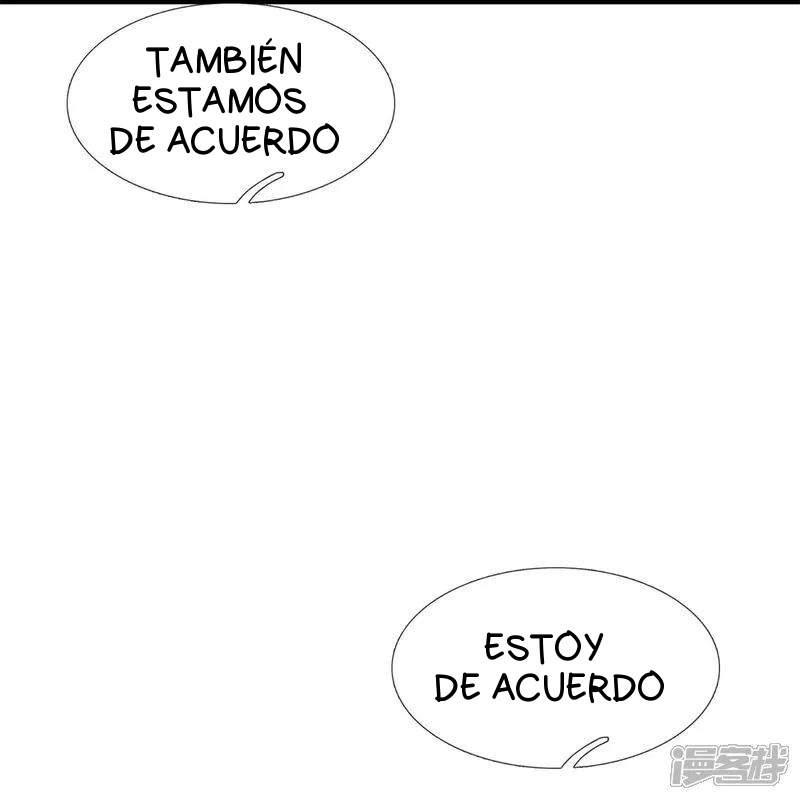 TAMBIÉN
ESTAMOS
DE ACUERDO
ESTOY
DE ACUERDO
漫客栈